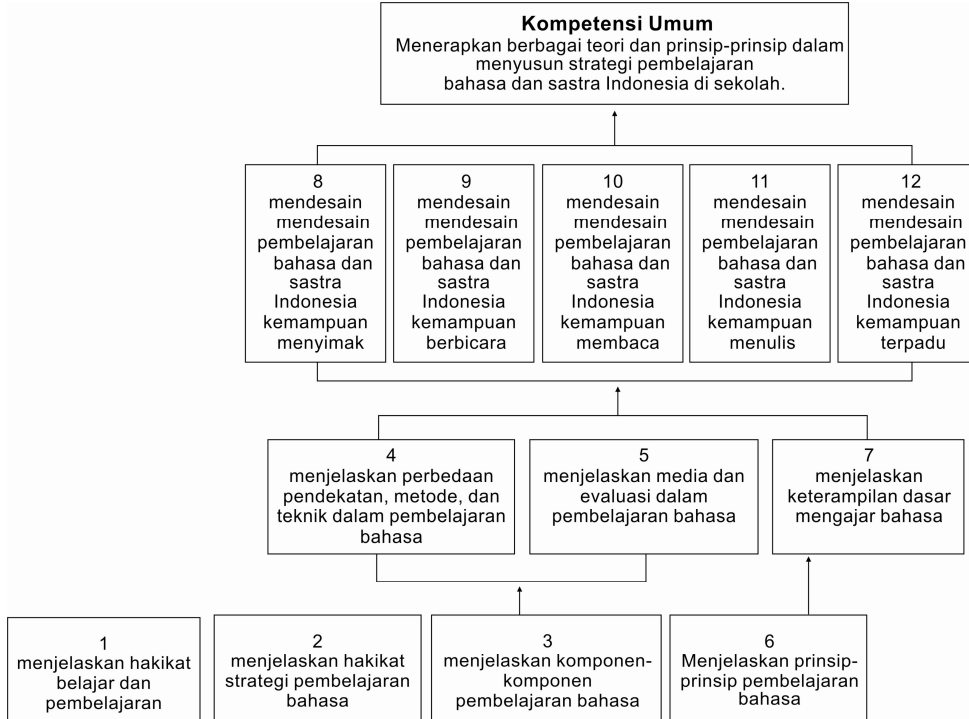 Kompetensi Umum
Menerapkan berbagai teori dan prinsip-prinsip dalam
menyusun strategi pembelajaran
bahasa dan sastra Indonesia di sekolah.
8
mendesain
mendesain
pembelajaran
bahasa dan
sastra
Indonesia
kemampuan
menyimak
9
mendesain
mendesain
pembelajaran
bahasa dan
sastra
Indonesia
kemampuan
berbicara
10
mendesain
mendesain
pembelajaran
bahasa dan
sastra
Indonesia
kemampuan
membaca
11
mendesain
mendesain
pembelajaran
bahasa dan
sastra
Indonesia
kemampuan
menulis
12
mendesain
mendesain
pembelajaran
bahasa dan
sastra
Indonesia
kemampuan
terpadu
4
menjelaskan perbedaan
pendekatan, metode, dan
teknik dalam pembelajaran
bahasa
5
menjelaskan media dan
evaluasi dalam
pembelajaran bahasa
7
menjelaskan
keterampilan dasar
mengajar bahasa
1
menjelaskan hakikat
belajar dan
pembelajaran
2
menjelaskan hakikat
strategi pembelajaran
bahasa
3
menjelaskan komponen-
komponen
pembelajaran bahasa
6
Menjelaskan prinsip-
prinsip pembelajaran
bahasa